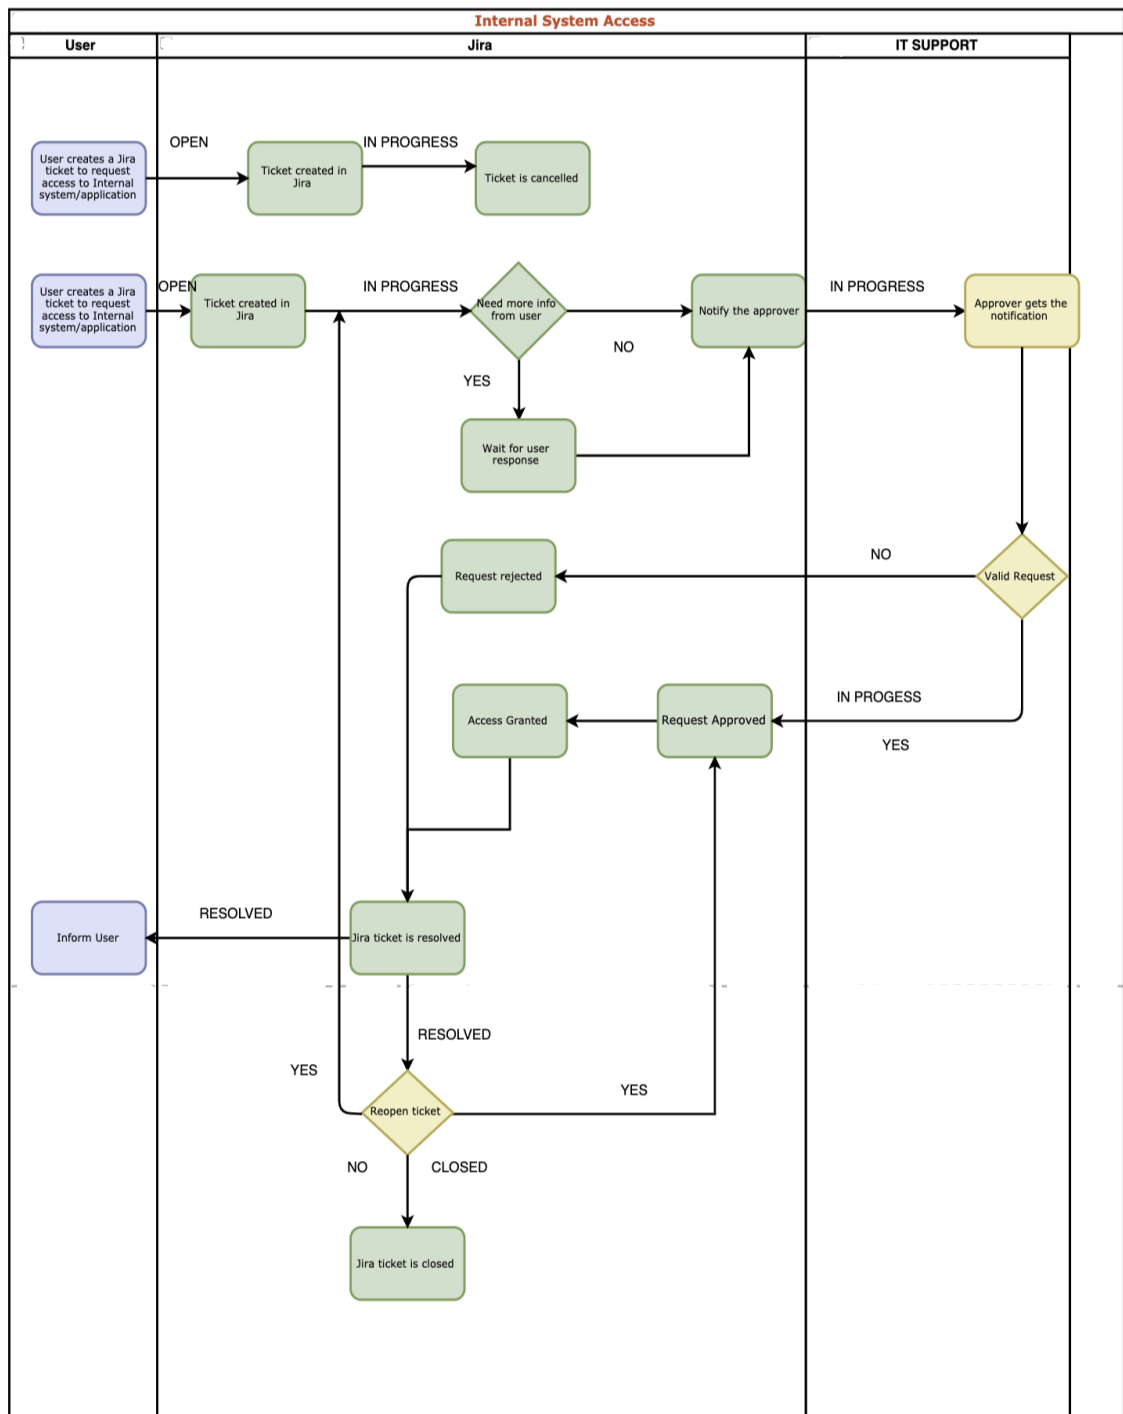 Internal System Access
User
Jira
IT SUPPORT
OPEN
IN PROGRESS
User creates a Jira
ticket to request
access to Internal
system/application
Ticket created in
Jira
Ticket is cancelled
OPEN
IN PROGRESS
IN PROGRESS
User creates a Jira
ticket to request
access to Internal
system/application
Ticket created in
Jira
Need more info
from user
Notify the approver
Approver gets the
notification
NO
YES
Wait for user
response
NO
Request rejected
Valid Request
IN PROGESS
Access Granted
Request Approved
YES
RESOLVED
Inform User
Jira ticket is resolved
RESOLVED
YES
YES
Reopen ticket
NO
CLOSED
Jira ticket is closed